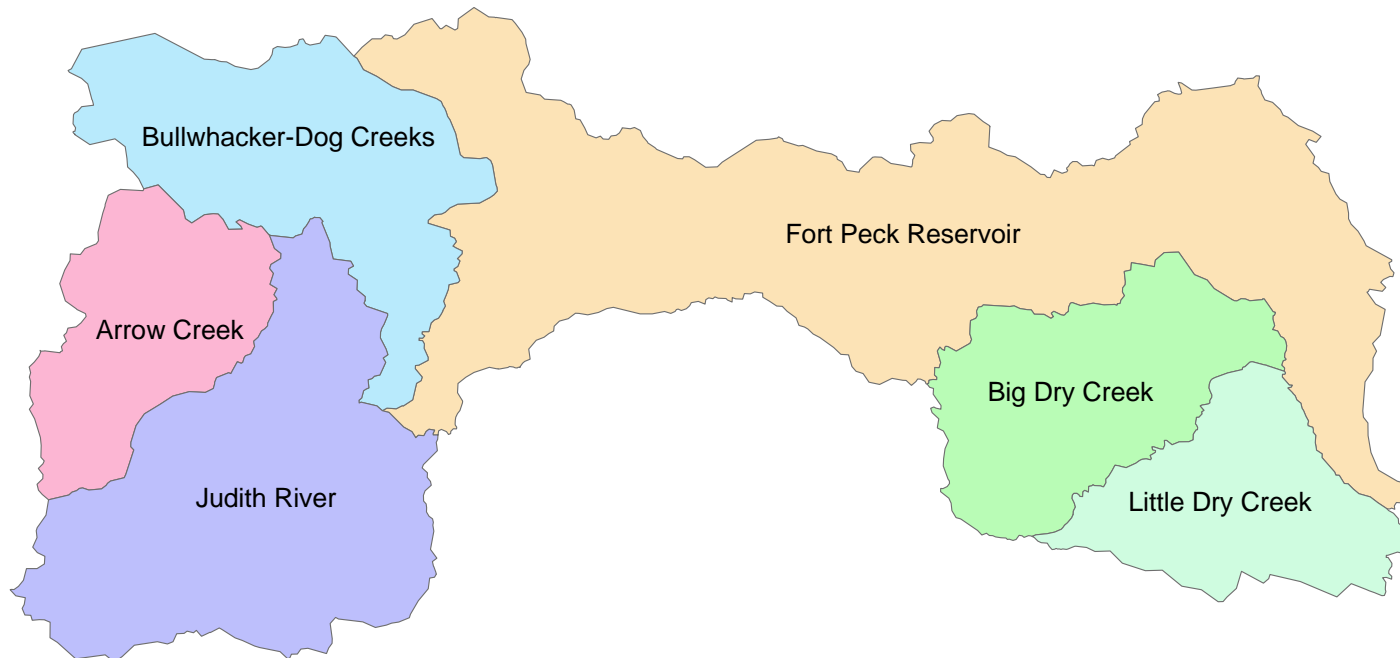 Bullwhacker-Dog Creeks
Fort Peck Reservoir
Arrow Creek
Big Dry Creek
Judith River
Little Dry Creek